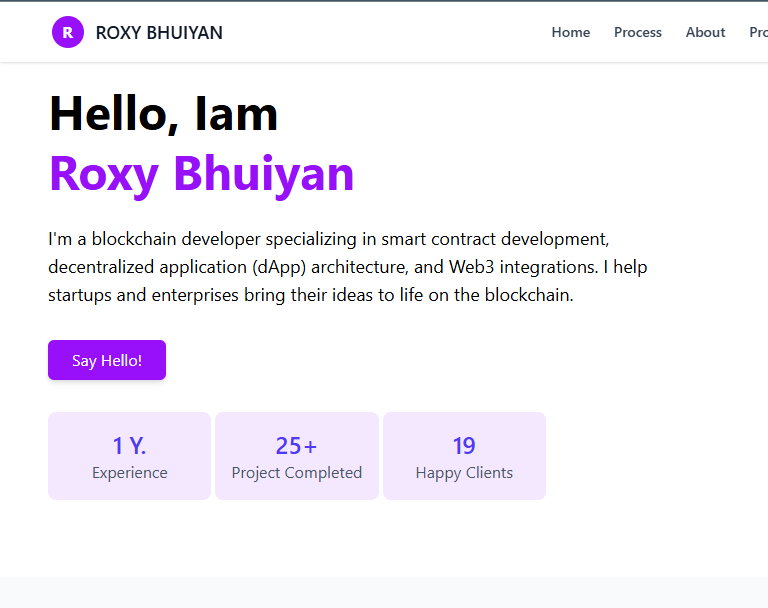 R ROXY BHUIYAN Home Process About Pro
Hello, Iam
Roxy Bhuiyan
I'm a blockchain developer specializing in smart contract development,
decentralized application (dApp) architecture, and Web3 integrations. I help
startups and enterprises bring their ideas to life on the blockchain.
Say Hello!
1 Y. 25+ 19
Experience Project Completed Happy Clients